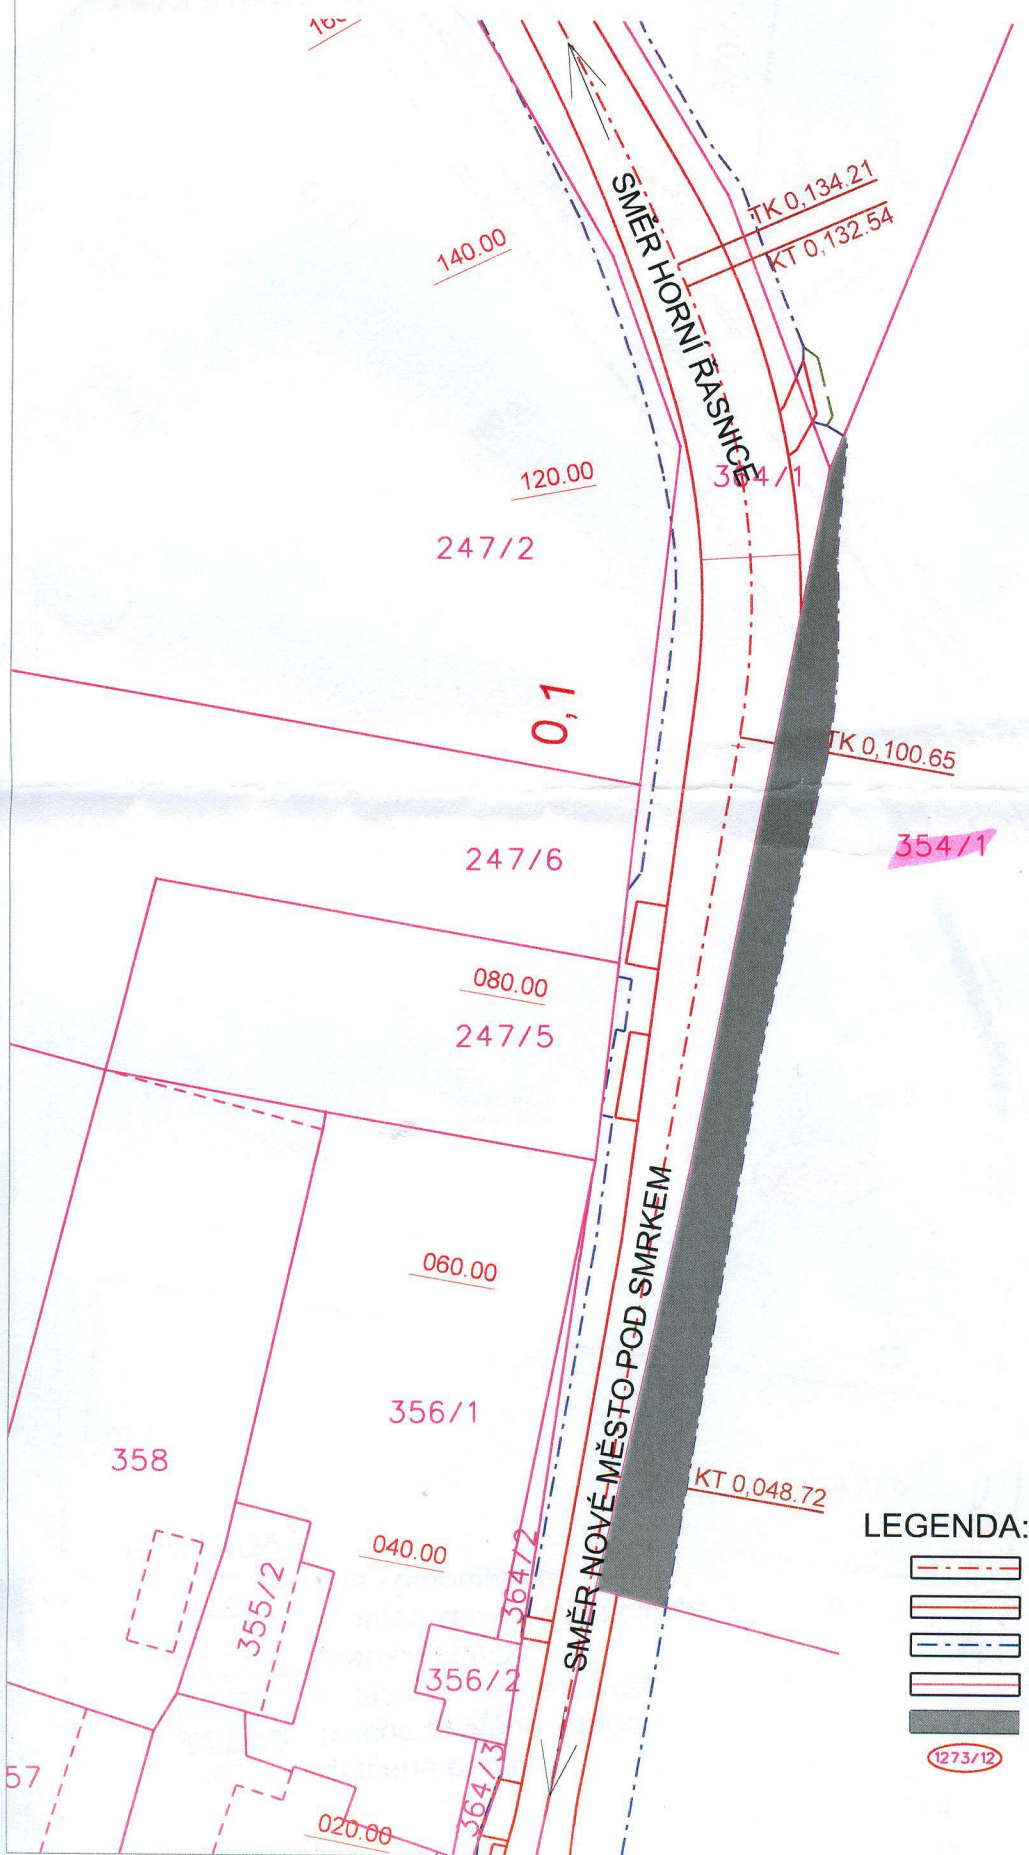 TK 0,134.21
KT 0,132.54
SMĚR HORNÍ ŘASNICE
140.00
120.00
364/1
247/2
0,1
TK 0,100.65
354/1
247/6
080.00
247/5
060.00
SMĚR NOVÉ MĚSTO POD SMRKEM
356/1
358
KT 0,048.72
LEGENDA:
040.00
364/2
355/2
356/2
1273/12
364/3
57
020.00